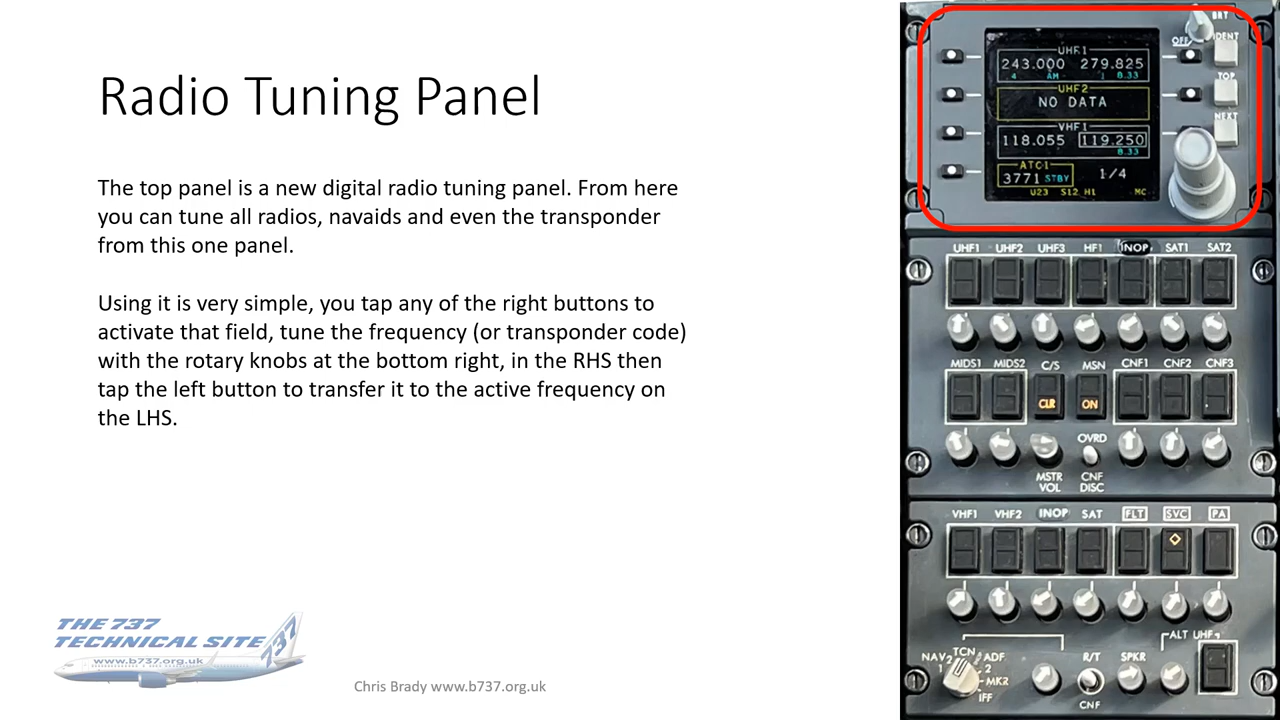 Radio Tuning Panel
The top panel is a new digital radio tuning panel. From here
you can tune all radios, navaids and even the transponder
from this one panel.
Using it is very simple, you tap any of the right buttons to
activate that field, tune the frequency (or transponder code)
with the rotary knobs at the bottom right, in the RHS then
tap the left button to transfer it to the active frequency on
the LHS.
THE 737
TECHNICAL SITE
737
www.b737.org.uk
Chris Brady www.b737.org.uk
BRT
OFF
IDENT
UHF1
243.000 279.825
4 AM 1 8.33
TOP
UHF2
NO DATA
NEXT
VHF1
118.055 119.250
8.33
ATC1
3771 STBY 1/4
U23 S12 H1 MC
UHF1 UHF2 UHF3 HF1 INOP SAT1 SAT2
MIDS1 MIDS2 C/S MSN CNF1 CNF2 CNF3
CLR ON
OVRD
MSTR VOL
CNF DISC
VHF1 VHF2 INOP SAT FLT SVC PA
ALT UHF
NAV 2 TCN ADF R/T SPKR
1 2
MKR
IFF
CNF